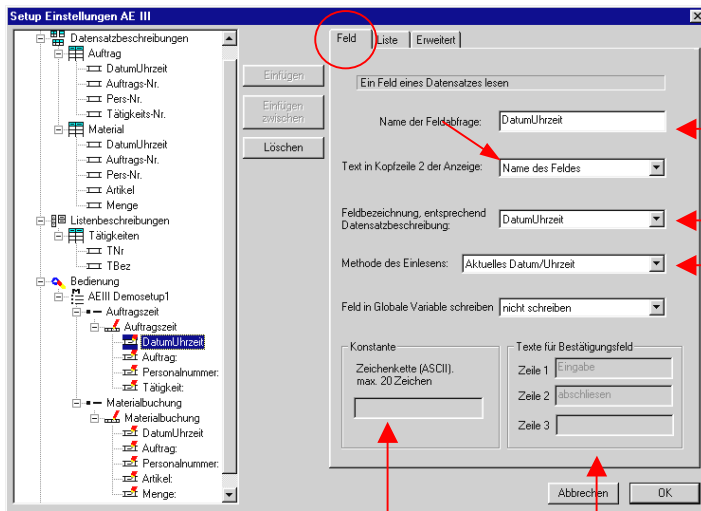 Setup Einstellungen AE III
Datensatzbeschreibungen
Auftrag
DatumUhrzeit
Auftrags-Nr.
Pers-Nr.
Tätigkeits-Nr.
Material
DatumUhrzeit
Auftrags-Nr.
Pers-Nr.
Artikel
Menge
Listenbeschreibungen
Tätigkeiten
TNr
TBez
Bedienung
AEIII Demosetup1
Auftragszeit
Auftragszeit
DatumUhrzeit
Auftrag:
Personalnummer:
Tätigkeit:
Materialbuchung
Materialbuchung
DatumUhrzeit
Auftrag:
Personalnummer:
Artikel:
Menge:
Einfügen
Einfügen
zwischen
Löschen
Feld Liste Erweitert
Ein Feld eines Datensatzes lesen
Name der Feldabfrage: DatumUhrzeit
Text in Kopfzeile 2 der Anzeige: Name des Feldes
Feldbezeichnung, entsprechend
Datensatzbeschreibung: DatumUhrzeit
Methode des Einlesens: Aktuelles Datum/Uhrzeit
Feld in Globale Variable schreiben nicht schreiben
Konstante
Zeichenkette (ASCII).
max. 20 Zeichen
Texte für Bestätigungsfeld
Zeile 1 Eingabe
Zeile 2 abschliesen
Zeile 3
Abbrechen OK